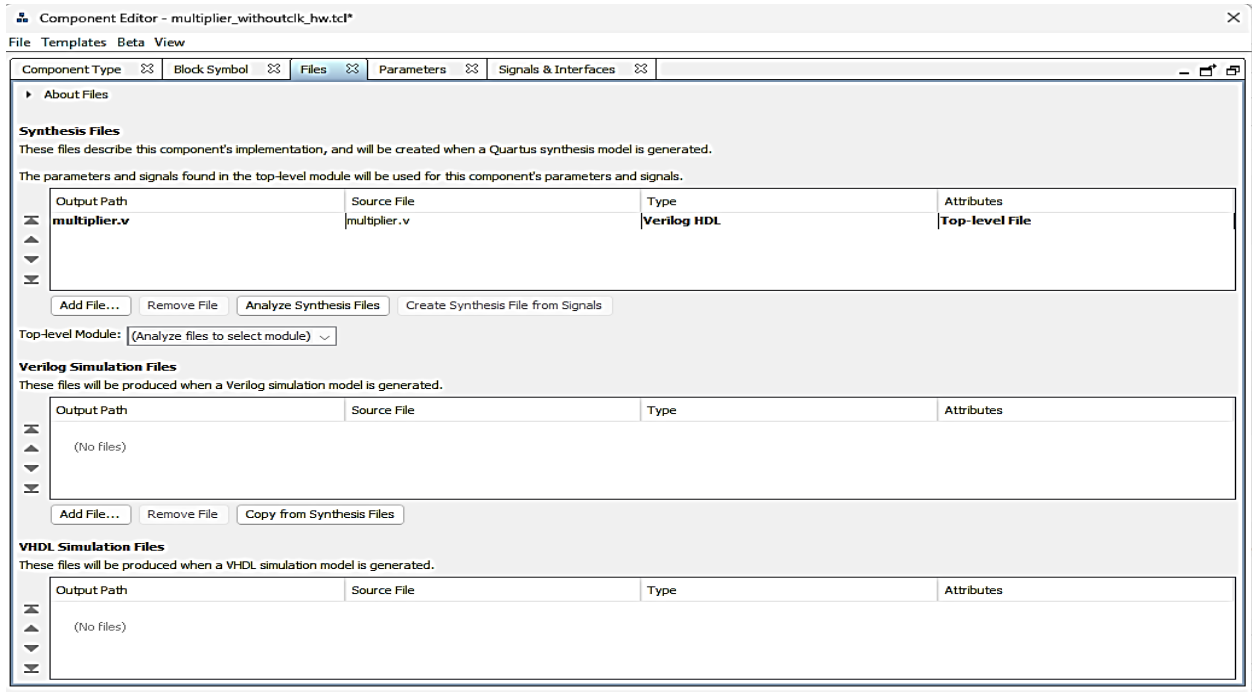 Component Editor - multiplier_withoutclk_hw.tcl*
File Templates Beta View
Component Type Block Symbol Files Parameters Signals & Interfaces
About Files
Synthesis Files
These files describe this component's implementation, and will be created when a Quartus synthesis model is generated.
The parameters and signals found in the top-level module will be used for this component's parameters and signals.
Output Path Source File Type Attributes
multiplier.v multiplier.v Verilog HDL Top-level File
Add File... Remove File Analyze Synthesis Files Create Synthesis File from Signals
Top-level Module: (Analyze files to select module)
Verilog Simulation Files
These files will be produced when a Verilog simulation model is generated.
Output Path Source File Type Attributes
(No files)
Add File... Remove File Copy from Synthesis Files
VHDL Simulation Files
These files will be produced when a VHDL simulation model is generated.
Output Path Source File Type Attributes
(No files)